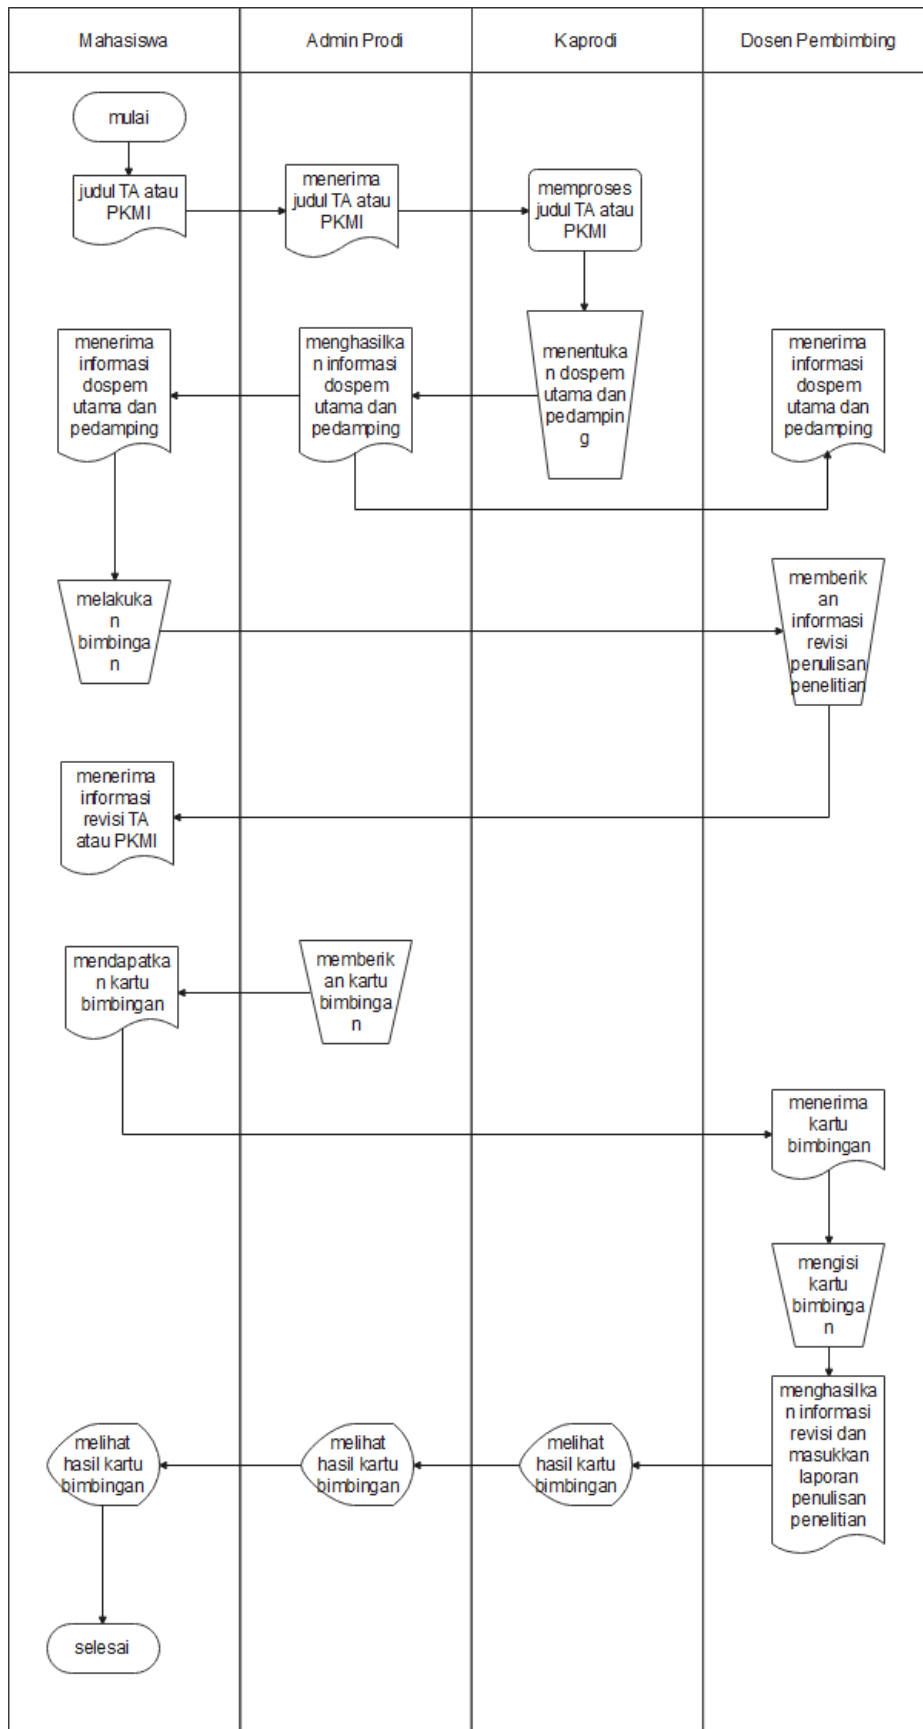 Mahasiswa
Admin Prodi
Kaprodi
Dosen Pembimbing
mulai
judul TA atau
PKMI
menerima
judul TA atau
PKMI
memproses
judul TA atau
PKMI
menentuka
n dospem
utama dan
pedampin
g
menghasilka
n informasi
dospem
utama dan
pedamping
menerima
informasi
dospem
utama dan
pedamping
menerima
informasi
dospem
utama dan
pedamping
melakuka
n
bimbinga
n
memberik
an
informasi
revisi
penulisan
penelitian
menerima
informasi
revisi TA
atau PKMI
memberik
an kartu
bimbinga
n
mendapatka
n kartu
bimbingan
menerima
kartu
bimbingan
mengisi
kartu
bimbinga
n
menghasilka
n informasi
revisi dan
masukkan
laporan
penulisan
penelitian
melihat
hasil kartu
bimbingan
melihat
hasil kartu
bimbingan
melihat
hasil kartu
bimbingan
selesai